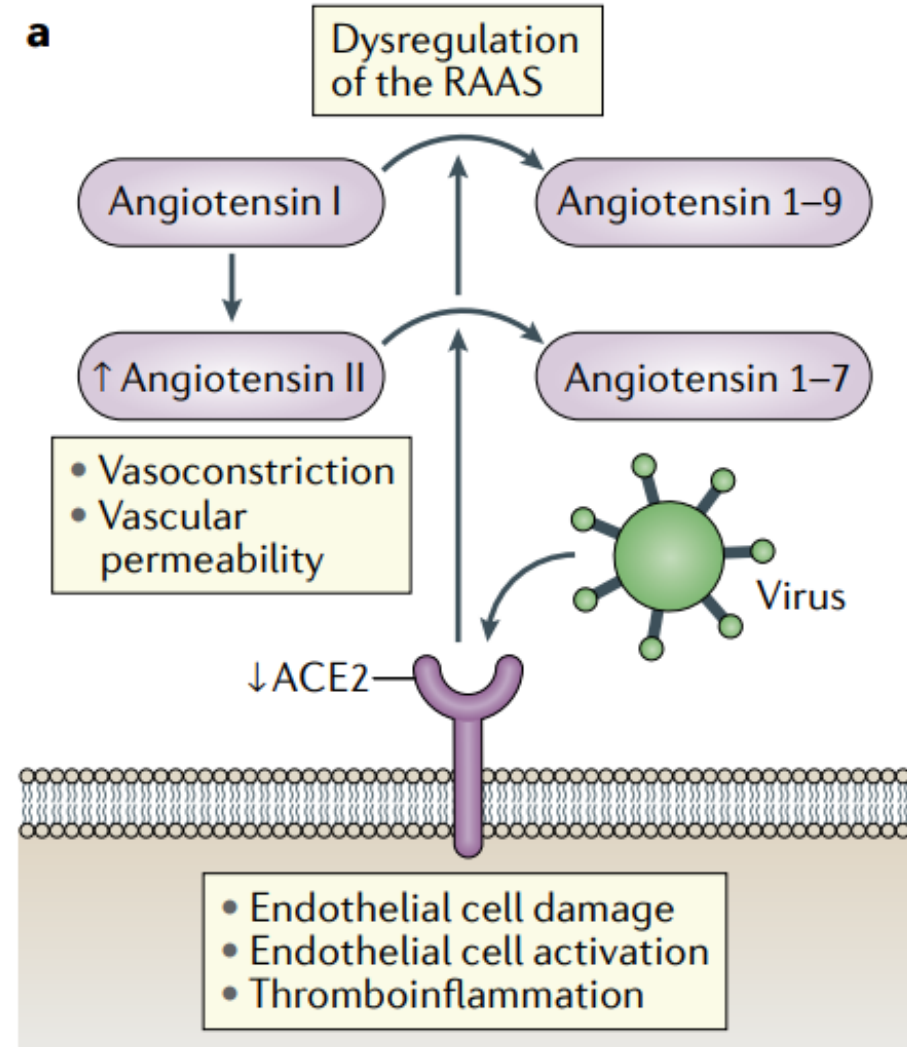 a
Dysregulation
of the RAAS
Angiotensin I
Angiotensin 1–9
↑ Angiotensin II
Angiotensin 1–7
• Vasoconstriction
• Vascular
permeability
Virus
↓ACE2
• Endothelial cell damage
• Endothelial cell activation
• Thromboinflammation